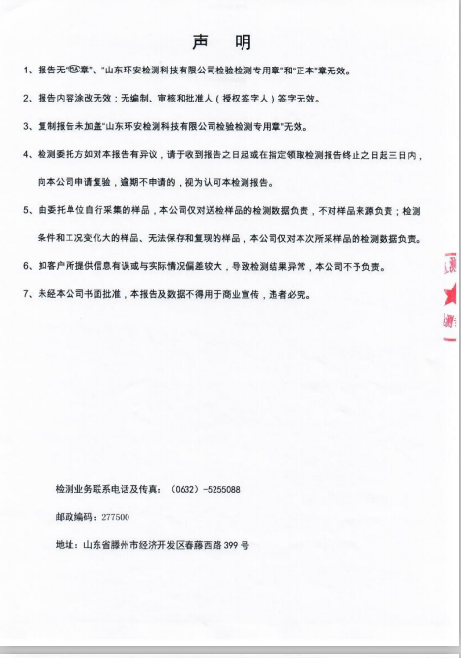 声 明
1、报告无“MA章”、“山东环安检测科技有限公司检验检测专用章”和“正本”章无效。
2、报告内容涂改无效；无编制、审核和批准人（授权签字人）签字无效。
3、复制报告未加盖“山东环安检测科技有限公司检验检测专用章”无效。
4、检测委托方如对本报告有异议，请于收到报告之日起或在指定领取检测报告终止之日起三日内，
向本公司申请复验，逾期不申请的，视为认可本检测报告。
5、由委托单位自行采集的样品，本公司仅对送检样品的检测数据负责，不对样品来源负责；检测
条件和工况变化大的样品、无法保存和复现的样品，本公司仅对本次所采样品的检测数据负责。
6、如客户所提供信息有误或与实际情况偏差较大，导致检测结果异常，本公司不予负责。
7、未经本公司书面批准，本报告及数据不得用于商业宣传，违者必究。
测
检测业务联系电话及传真：（0632）-5255088
邮政编码：277500
地址：山东省滕州市经济开发区春藤西路 399 号